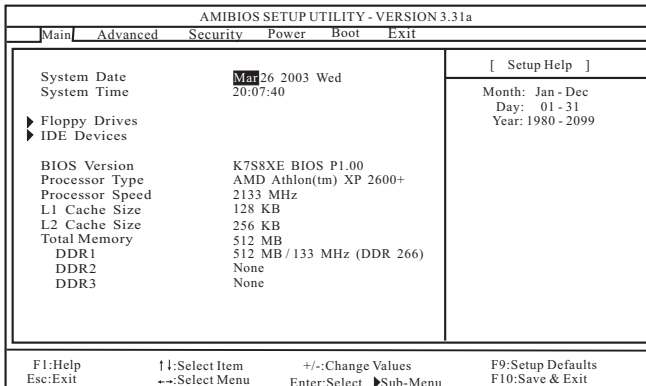 AMIBIOS SETUP UTILITY - VERSION 3.31a
Main Advanced Security Power Boot Exit
System Date Mar 26 2003 Wed
System Time 20:07:40
Floppy Drives
IDE Devices
BIOS Version K7S8XE BIOS P1.00
Processor Type AMD Athlon(tm) XP 2600+
Processor Speed 2133 MHz
L1 Cache Size 128 KB
L2 Cache Size 256 KB
Total Memory 512 MB
DDR1 512 MB / 133 MHz (DDR 266)
DDR2 None
DDR3 None
[ Setup Help ]
Month: Jan - Dec
Day: 01 - 31
Year: 1980 - 2099
F1:Help ↑↓:Select Item +/-:Change Values F9:Setup Defaults
Esc:Exit ←→:Select Menu Enter:Select ▶Sub-Menu F10:Save & Exit